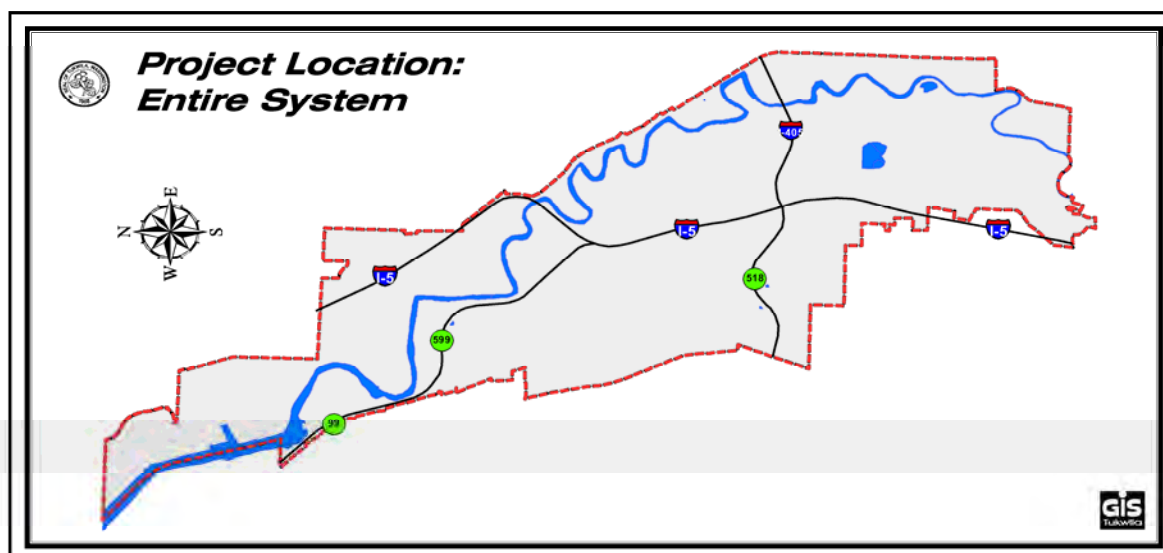 Project Location:
Entire System
E
N
S
W
I-405
I-5
I-5
I-5
518
599
99
GIS
Tukwila